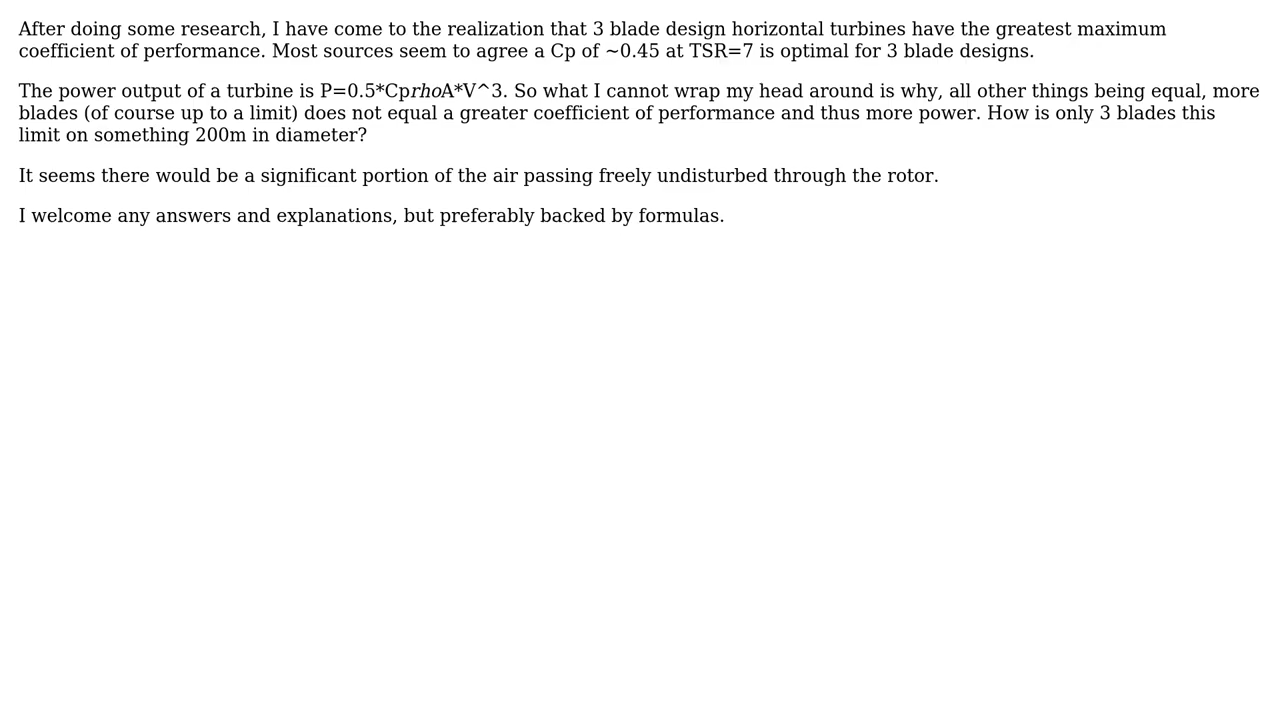 After doing some research, I have come to the realization that 3 blade design horizontal turbines have the greatest maximum
coefficient of performance. Most sources seem to agree a Cp of ~0.45 at TSR=7 is optimal for 3 blade designs.
The power output of a turbine is P=0.5*CprhoA*V^3. So what I cannot wrap my head around is why, all other things being equal, more
blades (of course up to a limit) does not equal a greater coefficient of performance and thus more power. How is only 3 blades this
limit on something 200m in diameter?
It seems there would be a significant portion of the air passing freely undisturbed through the rotor.
I welcome any answers and explanations, but preferably backed by formulas.